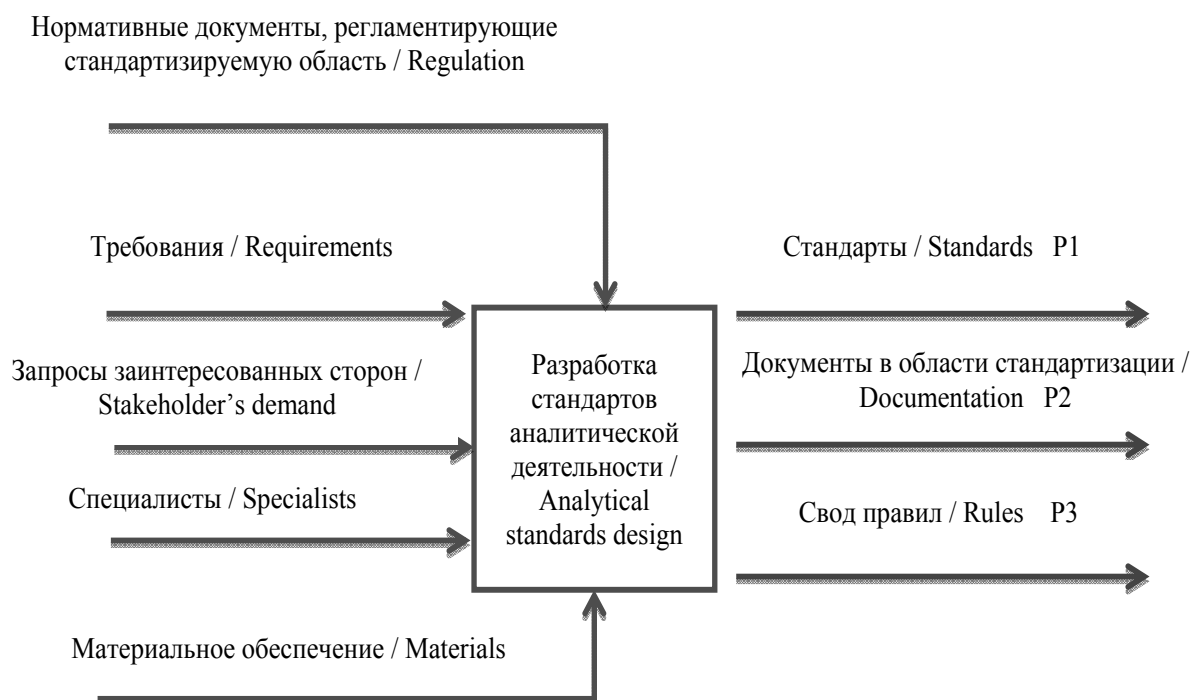 Нормативные документы, регламентирующие
стандартизируемую область / Regulation
Требования / Requirements
Запросы заинтересованных сторон /
Stakeholder’s demand
Специалисты / Specialists
Материальное обеспечение / Materials
Разработка
стандартов
аналитической
деятельности /
Analytical
standards design
Стандарты / Standards P1
Документы в области стандартизации /
Documentation P2
Свод правил / Rules P3